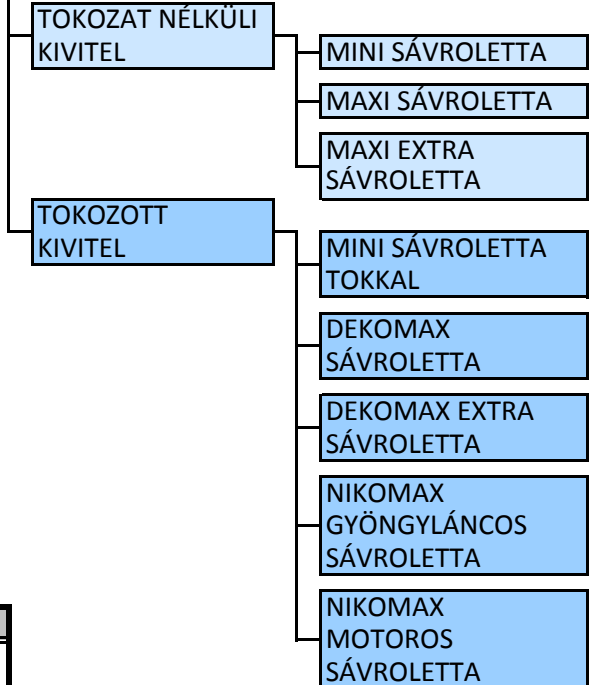 TOKOZAT NÉLKÜLI
KIVITEL
MINI SÁVROLETTA
MAXI SÁVROLETTA
MAXI EXTRA
SÁVROLETTA
TOKOZOTT
KIVITEL
MINI SÁVROLETTA
TOKKAL
DEKOMAX
SÁVROLETTA
DEKOMAX EXTRA
SÁVROLETTA
NIKOMAX
GYÖNGYLÁNCOS
SÁVROLETTA
NIKOMAX
MOTOROS
SÁVROLETTA